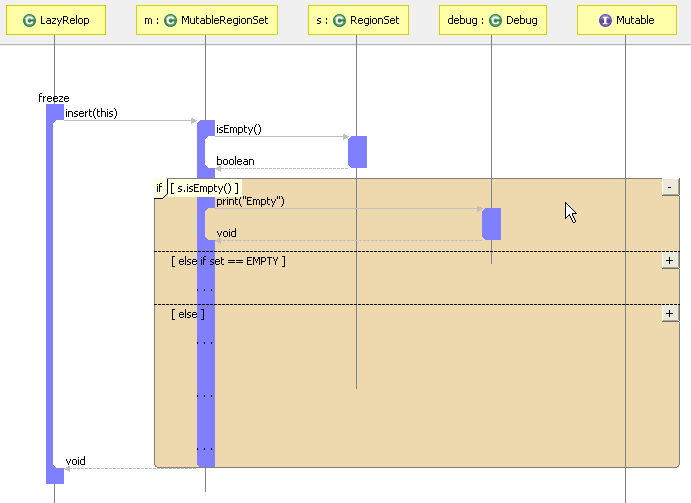 C LazyRelop m : C MutableRegionSet s : C RegionSet debug : C Debug I Mutable
freeze
insert(this)
isEmpty()
boolean
if [ s.isEmpty() ] -
print("Empty")
void
[ else if set == EMPTY ] +
...
[ else ] +
...
...
...
void